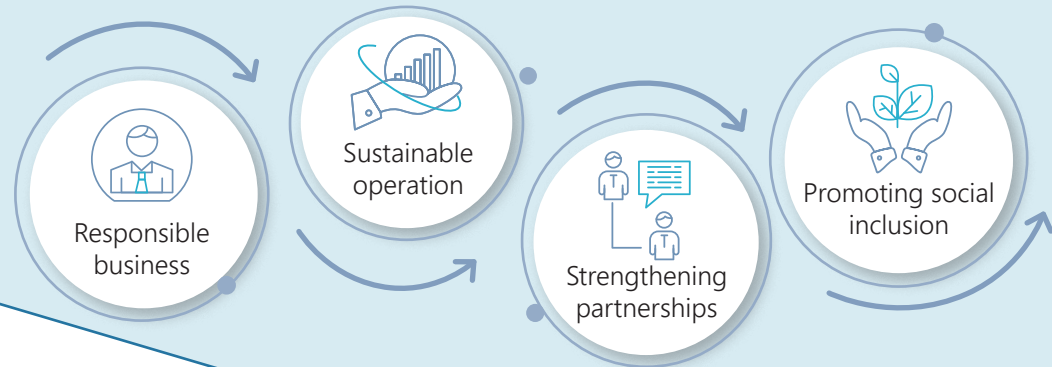 Responsible
business
Sustainable
operation
Strengthening
partnerships
Promoting social
inclusion